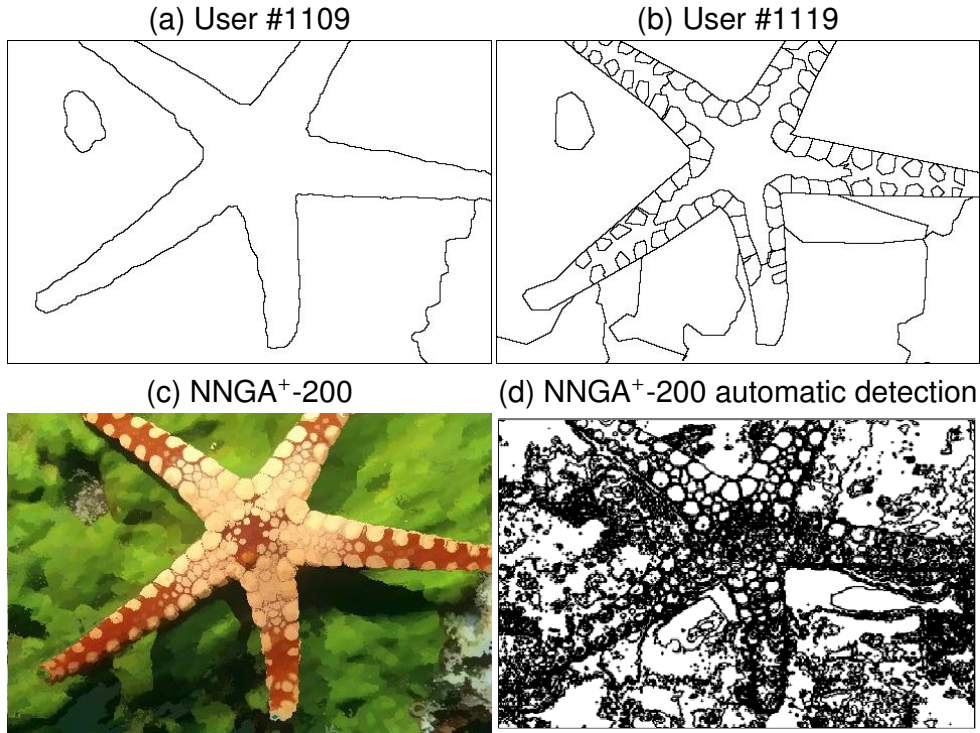 (a) User #1109
(b) User #1119
(c) NNGA⁺-200
(d) NNGA⁺-200 automatic detection